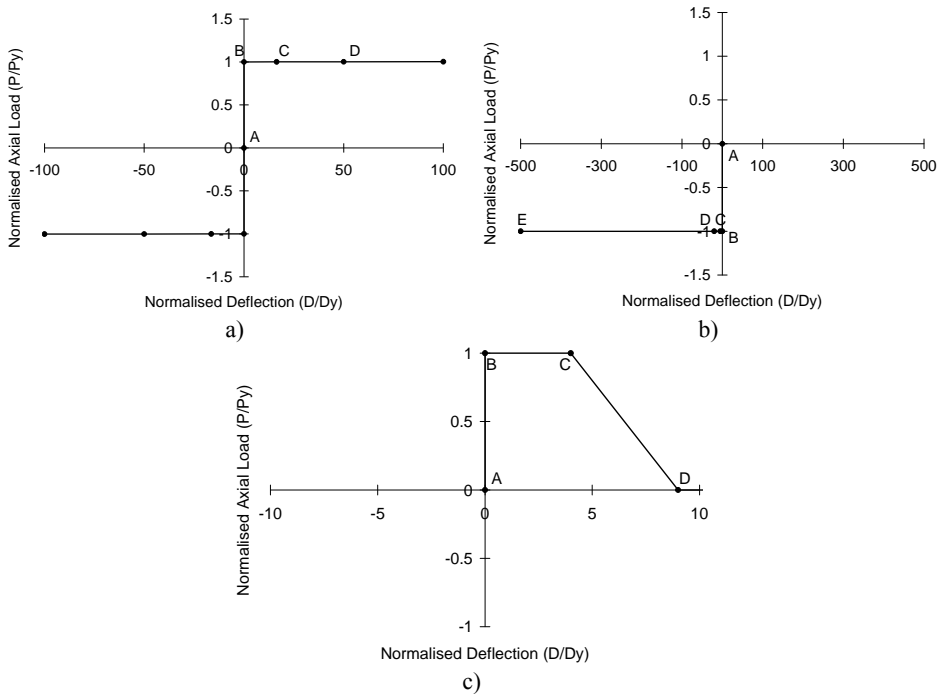 Normalised Axial Load (P/Py)
1.5
B C D
1
0.5
A
0
-100 -50 0 50 100
-0.5
-1
-1.5
Normalised Deflection (D/Dy)
a)
Normalised Axial Load (P/Py)
1.5
1
0.5
0
A
-500 -300 -100 100 300 500
-0.5
E D C
-1
B
-1.5
Normalised Deflection (D/Dy)
b)
Normalised Axial Load (P/Py)
1
B C
0.5
A D
0
-10 -5 0 5 10
-0.5
-1
Normalised Deflection (D/Dy)
c)